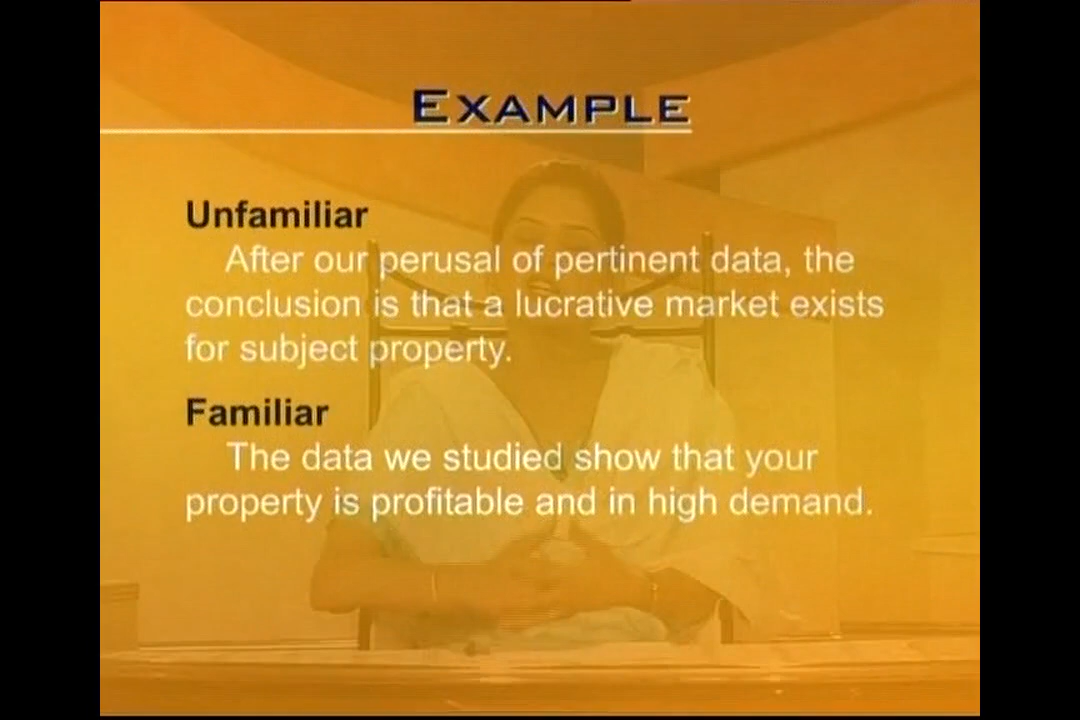 EXAMPLE
Unfamiliar
After our perusal of pertinent data, the
conclusion is that a lucrative market exists
for subject property.
Familiar
The data we studied show that your
property is profitable and in high demand.